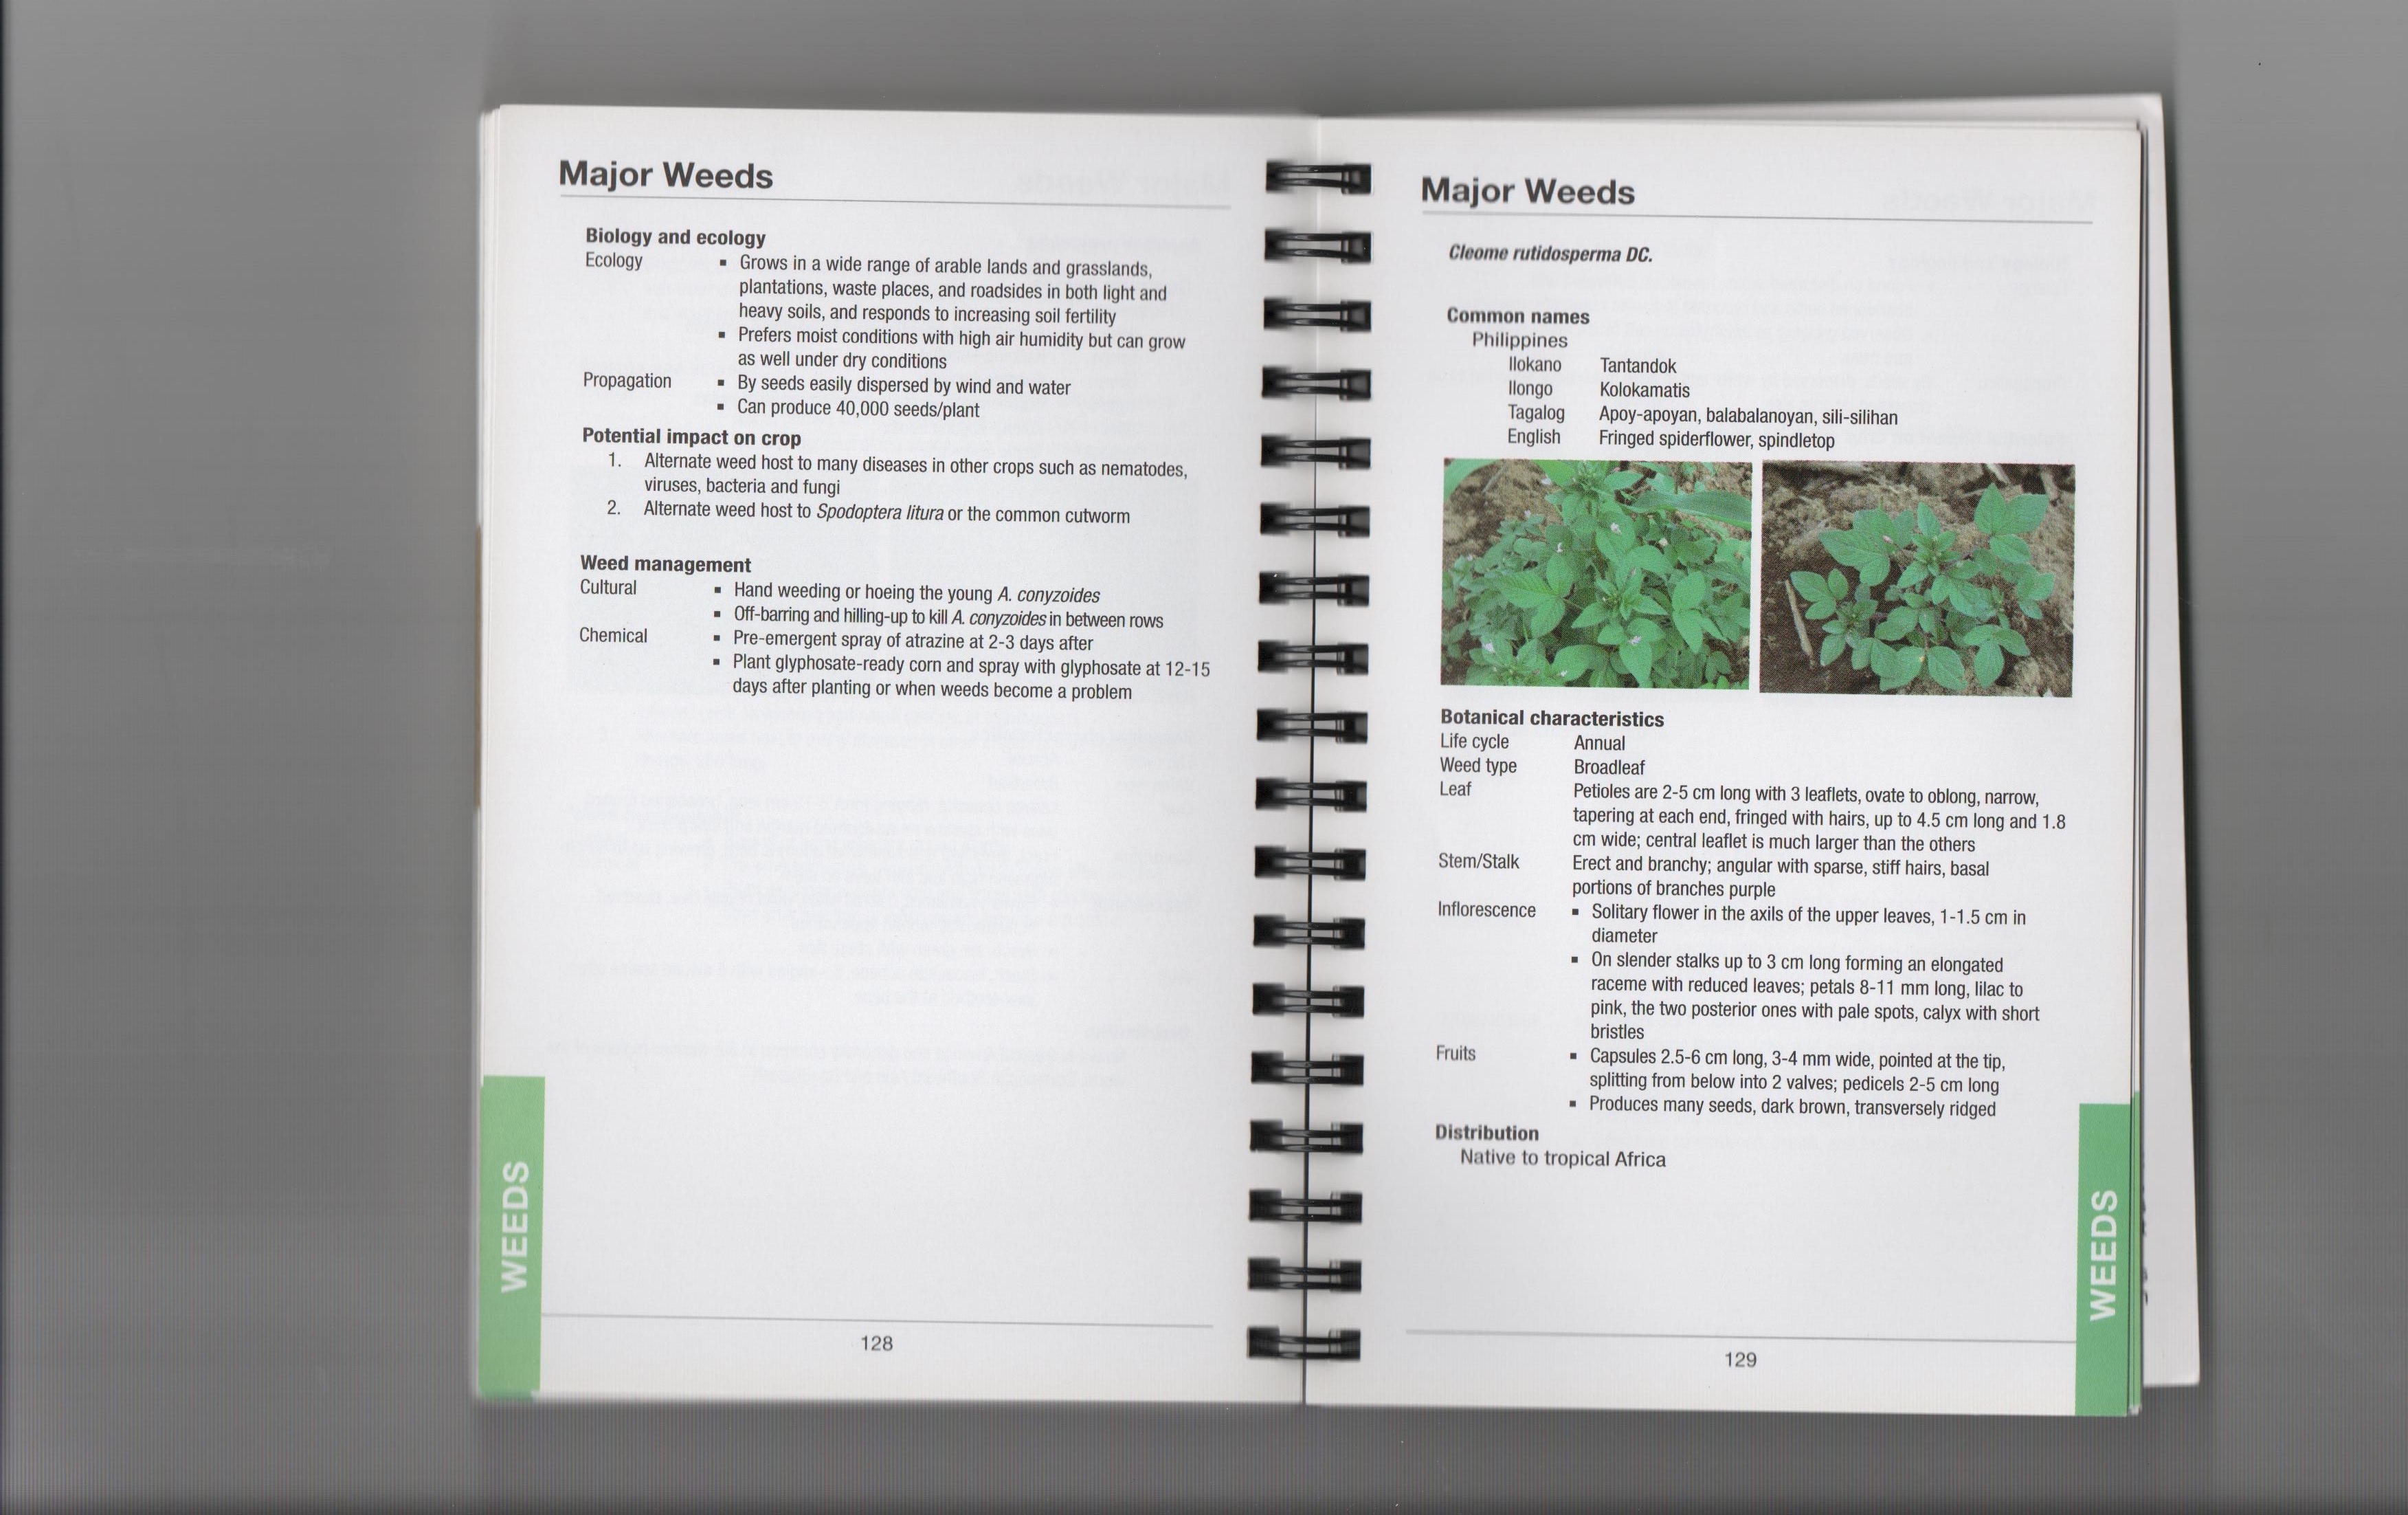 Major Weeds
Biology and ecology
Ecology ▪ Grows in a wide range of arable lands and grasslands,
plantations, waste places, and roadsides in both light and
heavy soils, and responds to increasing soil fertility
▪ Prefers moist conditions with high air humidity but can grow
as well under dry conditions
Propagation ▪ By seeds easily dispersed by wind and water
▪ Can produce 40,000 seeds/plant
Potential impact on crop
1. Alternate weed host to many diseases in other crops such as nematodes,
viruses, bacteria and fungi
2. Alternate weed host to Spodoptera litura or the common cutworm
Weed management
Cultural ▪ Hand weeding or hoeing the young A. conyzoides
▪ Off-barring and hilling-up to kill A. conyzoides in between rows
Chemical ▪ Pre-emergent spray of atrazine at 2-3 days after
▪ Plant glyphosate-ready corn and spray with glyphosate at 12-15
days after planting or when weeds become a problem
WEEDS
128
Major Weeds
Cleome rutidosperma DC.
Common names
Philippines
Ilokano Tantandok
Ilongo Kolokamatis
Tagalog Apoy-apoyan, balabalanoyan, sili-silihan
English Fringed spiderflower, spindletop
Botanical characteristics
Life cycle Annual
Weed type Broadleaf
Leaf Petioles are 2-5 cm long with 3 leaflets, ovate to oblong, narrow,
tapering at each end, fringed with hairs, up to 4.5 cm long and 1.8
cm wide; central leaflet is much larger than the others
Stem/Stalk Erect and branchy; angular with sparse, stiff hairs, basal
portions of branches purple
Inflorescence ▪ Solitary flower in the axils of the upper leaves, 1-1.5 cm in
diameter
▪ On slender stalks up to 3 cm long forming an elongated
raceme with reduced leaves; petals 8-11 mm long, lilac to
pink, the two posterior ones with pale spots, calyx with short
bristles
Fruits ▪ Capsules 2.5-6 cm long, 3-4 mm wide, pointed at the tip,
splitting from below into 2 valves; pedicels 2-5 cm long
▪ Produces many seeds, dark brown, transversely ridged
Distribution
Native to tropical Africa
WEEDS
129